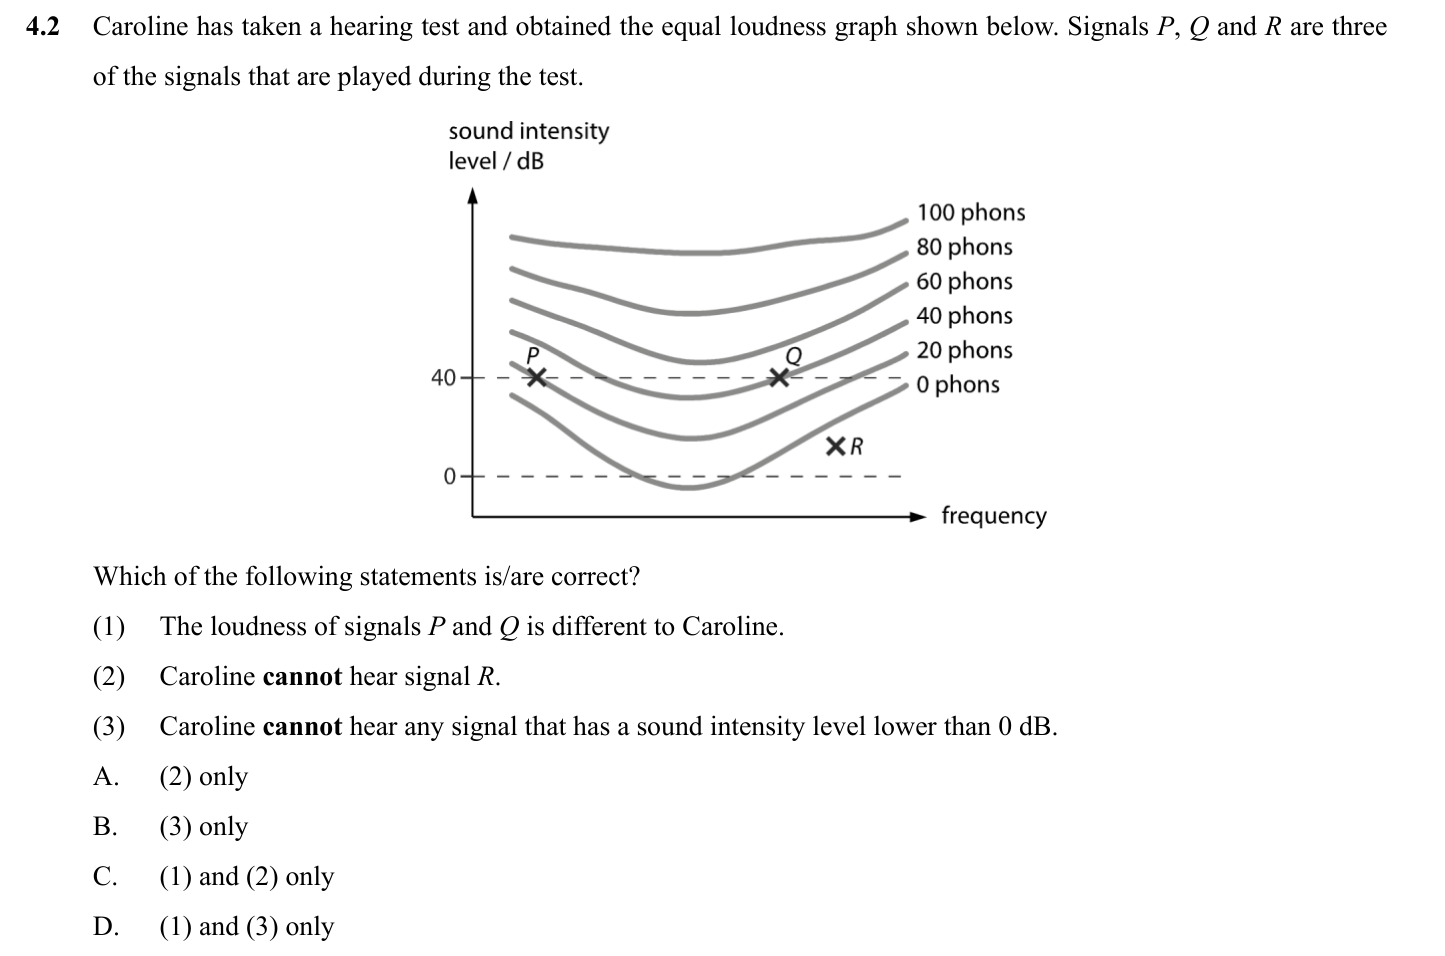 4.2 Caroline has taken a hearing test and obtained the equal loudness graph shown below. Signals P, Q and R are three
of the signals that are played during the test.
sound intensity
level / dB
100 phons
80 phons
60 phons
40 phons
20 phons
0 phons
P
Q
40
R
0
frequency
Which of the following statements is/are correct?
(1) The loudness of signals P and Q is different to Caroline.
(2) Caroline cannot hear signal R.
(3) Caroline cannot hear any signal that has a sound intensity level lower than 0 dB.
A. (2) only
B. (3) only
C. (1) and (2) only
D. (1) and (3) only